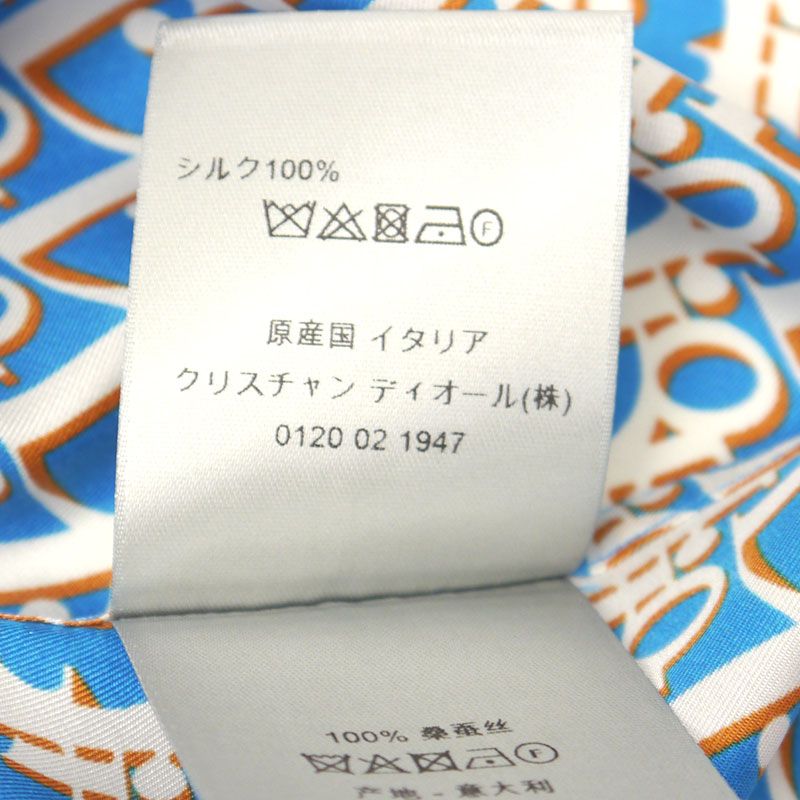 シルク100%
F
原産国 イタリア
クリスチャン ディオール(株)
0120 02 1947
100% 桑蚕丝
F
产地 - 意大利